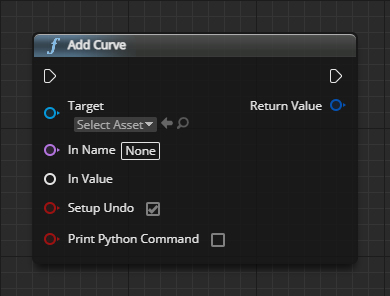 f Add Curve
Target
Return Value
Select Asset
In Name None
In Value
Setup Undo
Print Python Command